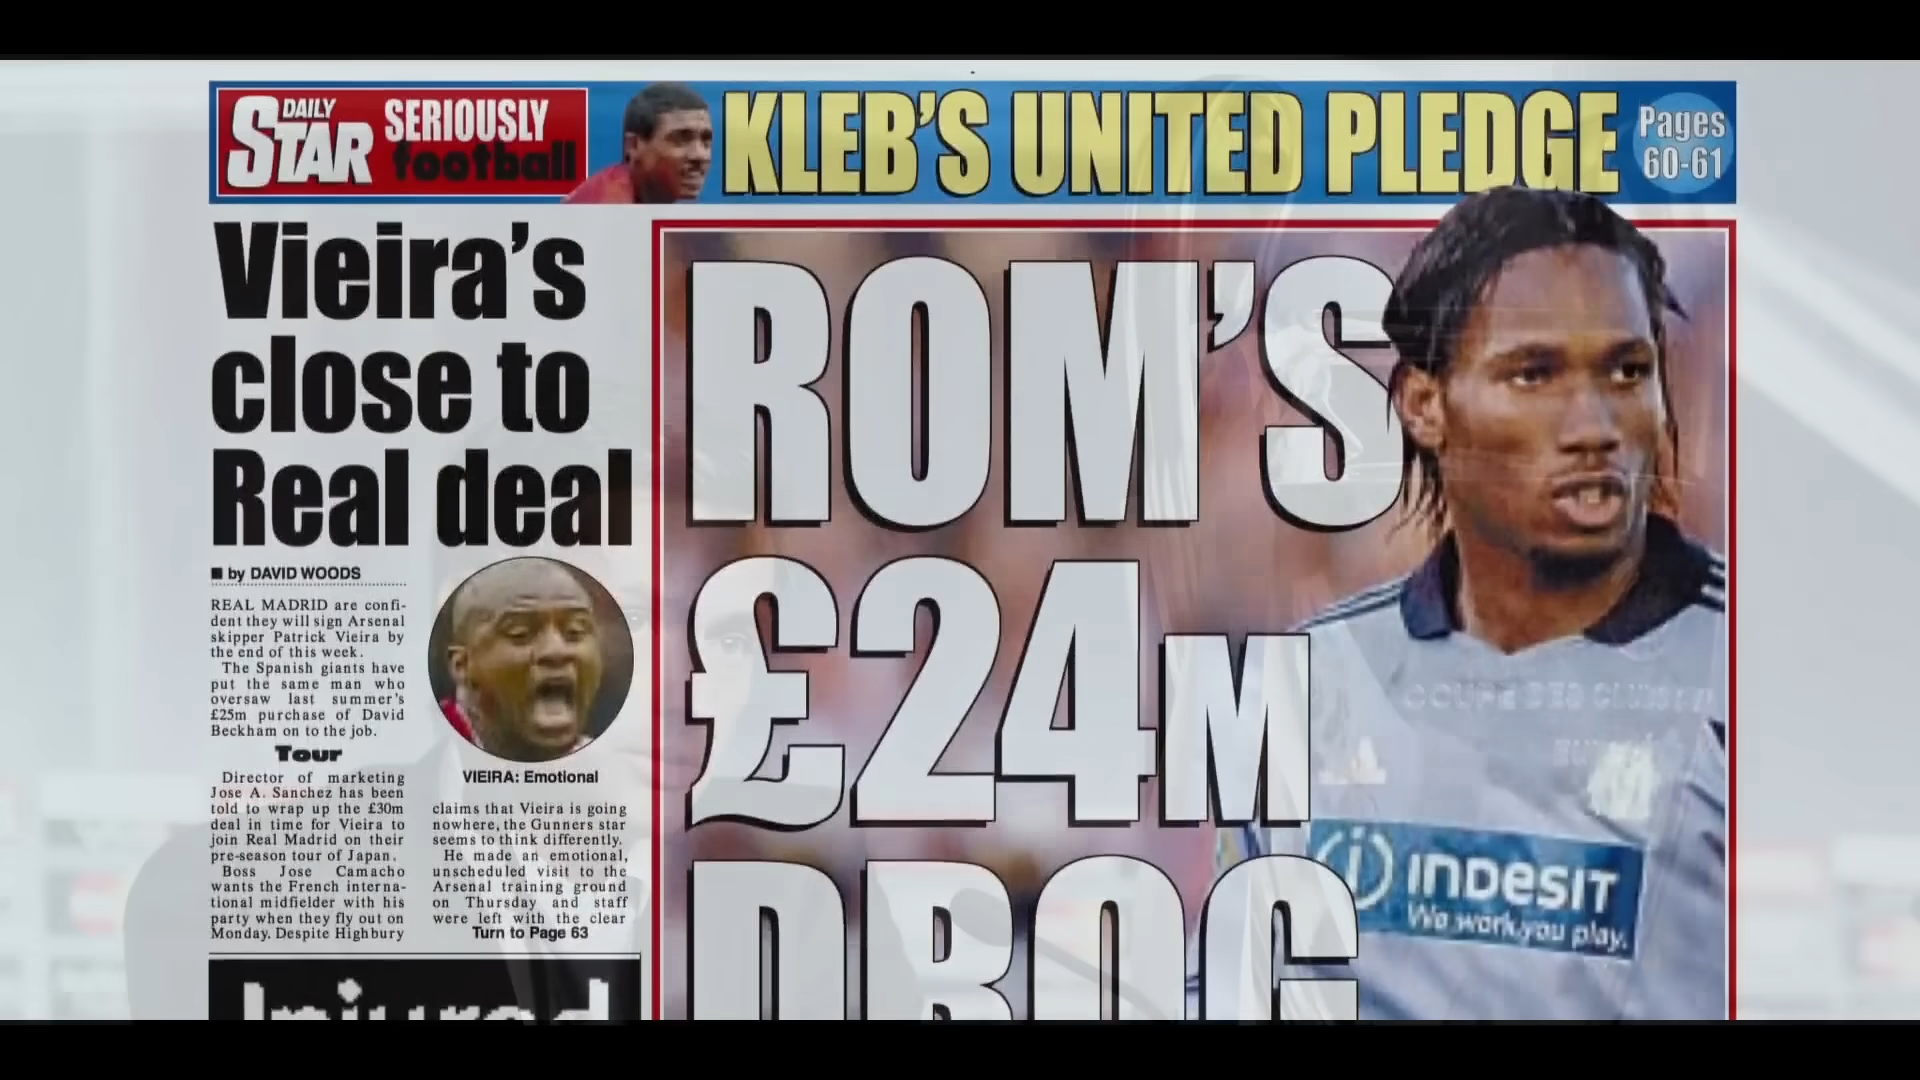 DAILY
STAR
SERIOUSLY
football
KLEB'S UNITED PLEDGE
Pages
60-61
Vieira's
close to
Real deal
■ by DAVID WOODS
REAL MADRID are confi-
dent they will sign Arsenal
skipper Patrick Vieira by
the end of this week.
The Spanish giants have
put the same man who
oversaw last summer's
£25m purchase of David
Beckham on to the job.
Tour
Director of marketing
Jose A. Sanchez has been
told to wrap up the £30m
deal in time for Vieira to
join Real Madrid on their
pre-season tour of Japan.
Boss Jose Camacho
wants the French interna-
tional midfielder with his
party when they fly out on
Monday. Despite Highbury
VIEIRA: Emotional
claims that Vieira is going
nowhere, the Gunners star
seems to think differently.
He made an emotional,
unscheduled visit to the
Arsenal training ground
on Thursday and staff
were left with the clear
Turn to Page 63
Injured
ROM'S
£24M
DROG
COUPE DES CLUBS
INDESIT
We work, you play.